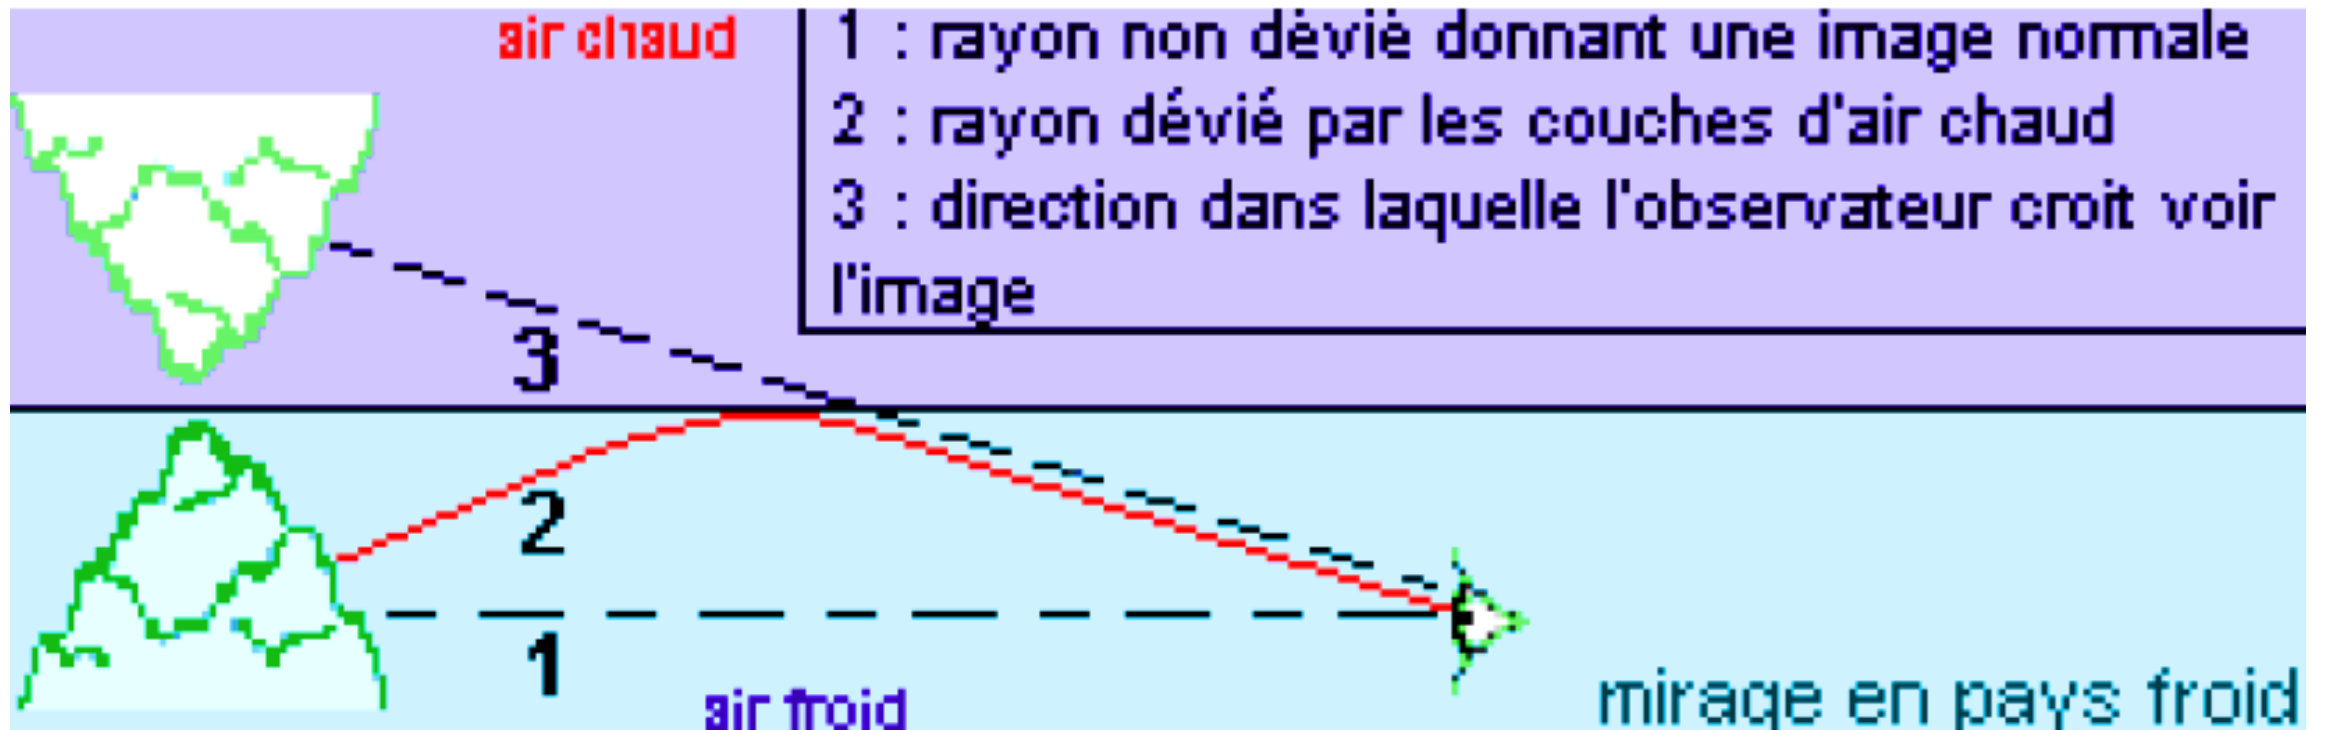 air chaud
1 : rayon non dévié donnant une image normale
2 : rayon dévié par les couches d'air chaud
3 : direction dans laquelle l'observateur croit voir
l'image
3
2
1
air froid
mirage en pays froid